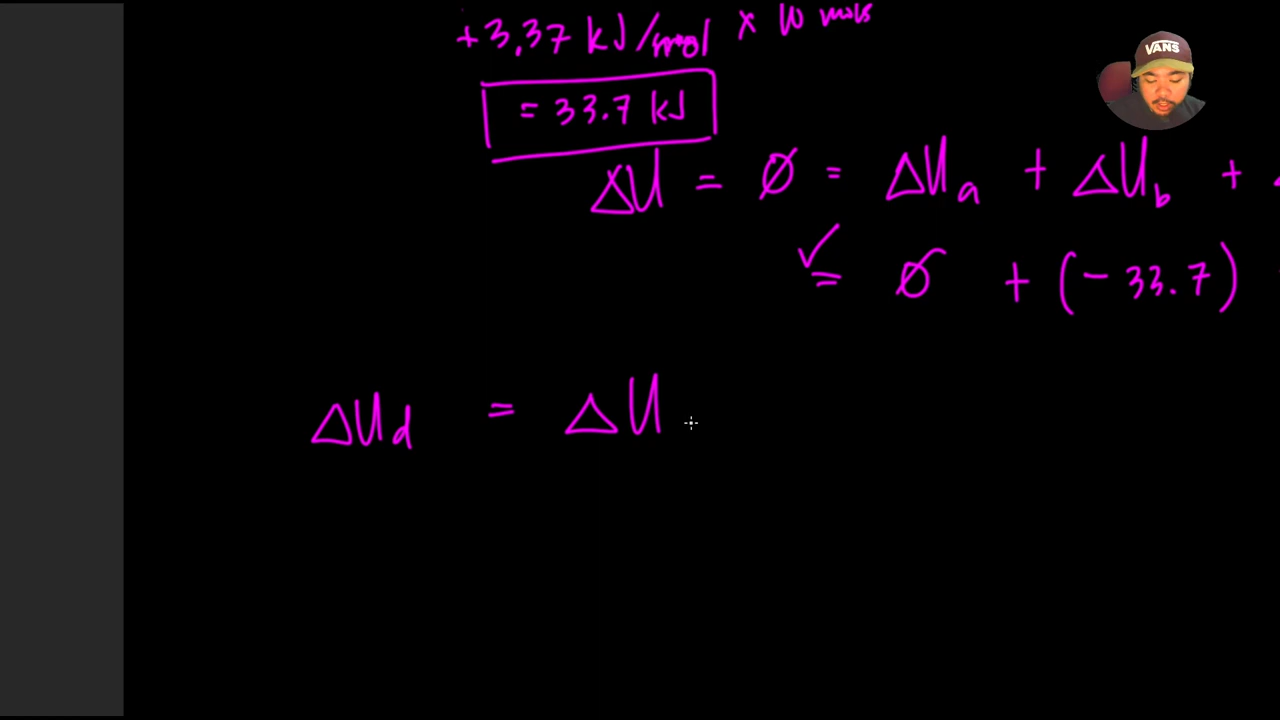 +3.37 kJ/mol x 10 mols
= 33.7 kJ
VANS
ΔU = ∅ = ΔUa + ΔUb +
✓= ∅ + (-33.7)
ΔUd = ΔU